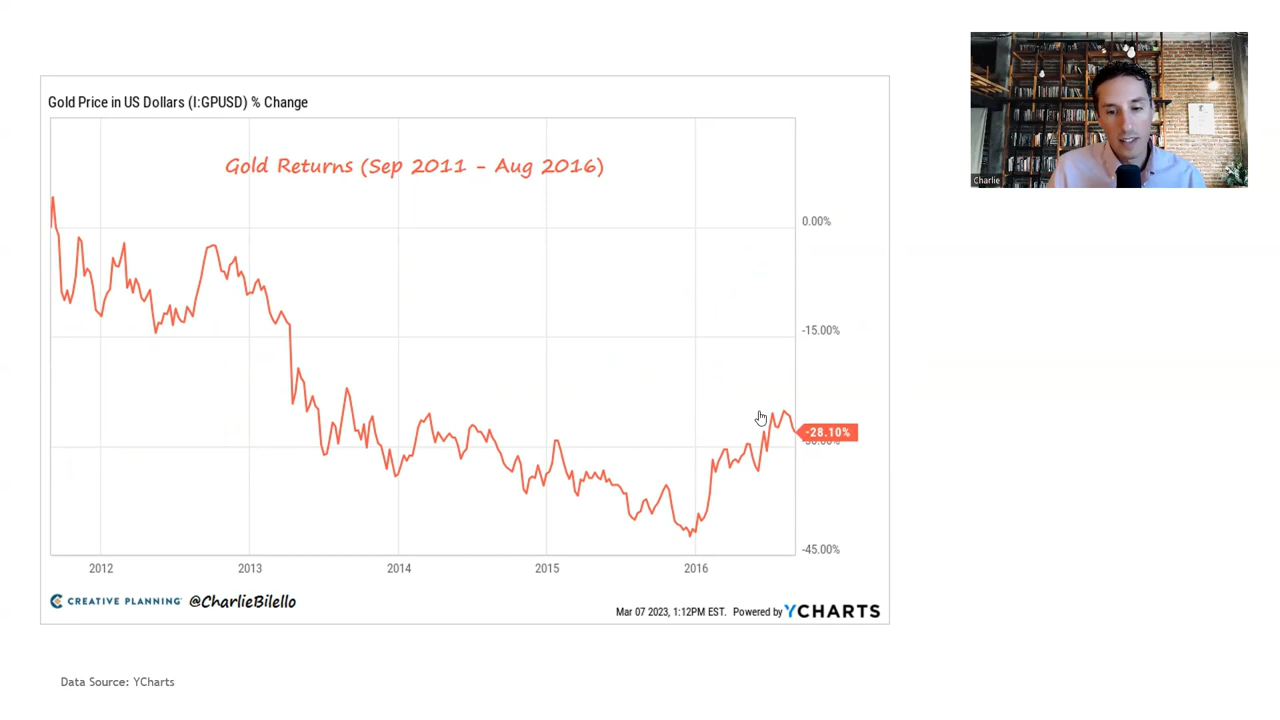 Gold Price in US Dollars (I:GPUSD) % Change
Gold Returns (Sep 2011 - Aug 2016)
0.00%
-15.00%
-28.10%
-45.00%
2012 2013 2014 2015 2016
CREATIVE PLANNING @CharlieBilello
Mar 07 2023, 1:12PM EST. Powered by YCHARTS
Data Source: YCharts
Charlie